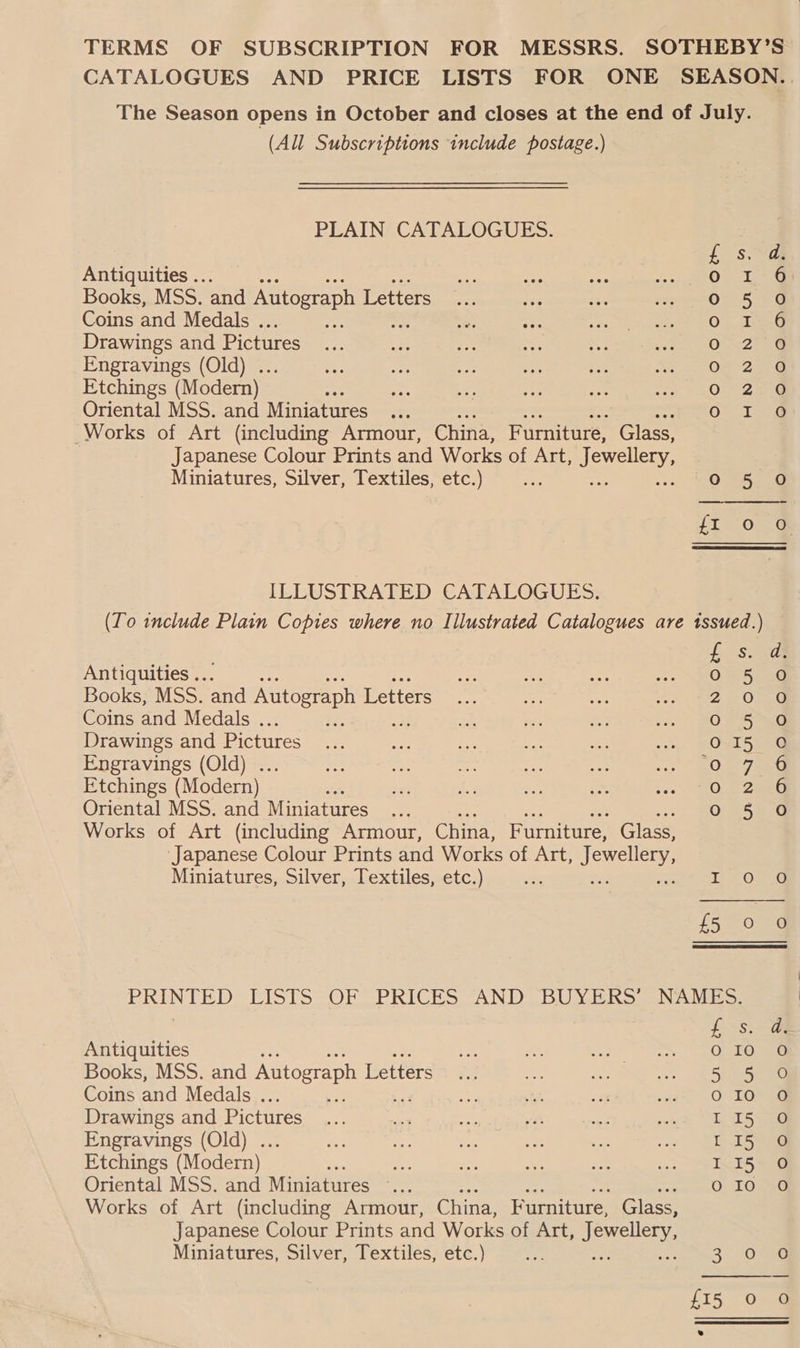 TERMS OF SUBSCRIPTION FOR MESSRS. SOTHEBY'S
CATALOGUES AND PRICE LISTS FOR ONE SEASON.
The Season opens in October and closes at the end of July.
(All Subscriptions include postage.)
PLAIN CATALOGUES.
£ s. d.
Antiquities ... ... ... ... ... ... ... ... 0 1 6
Books, MSS. and Autograph Letters ... ... ... ... 0 5 0
Coins and Medals ... ... ... ... ... ... ... 0 1 6
Drawings and Pictures ... ... ... ... ... ... 0 2 0
Engravings (Old) ... ... ... ... ... ... ... 0 2 0
Etchings (Modern) ... ... ... ... ... ... 0 2 0
Oriental MSS. and Miniatures ... ... ... ... ... 0 1 0
Works of Art (including Armour, China, Furniture, Glass,
Japanese Colour Prints and Works of Art, Jewellery,
Miniatures, Silver, Textiles, etc.) ... ... ... 0 5 0
£1 0 0
ILLUSTRATED CATALOGUES.
(To include Plain Copies where no Illustrated Catalogues are issued.)
£ s. d.
Antiquities ... ... ... ... ... ... ... ... 0 5 0
Books, MSS. and Autograph Letters ... ... ... ... 2 0 0
Coins and Medals ... ... ... ... ... ... ... 0 5 0
Drawings and Pictures ... ... ... ... ... ... 0 15 0
Engravings (Old) ... ... ... ... ... ... ... 0 7 6
Etchings (Modern) ... ... ... ... ... ... 0 2 6
Oriental MSS. and Miniatures ... ... ... ... ... 0 5 0
Works of Art (including Armour, China, Furniture, Glass,
Japanese Colour Prints and Works of Art, Jewellery,
Miniatures, Silver, Textiles, etc.) ... ... ... 1 0 0
£5 0 0
PRINTED LISTS OF PRICES AND BUYERS' NAMES.
£ s. d.
Antiquities ... ... ... ... ... ... ... 0 10 0
Books, MSS. and Autograph Letters ... ... ... ... 5 5 0
Coins and Medals ... ... ... ... ... ... ... 0 10 0
Drawings and Pictures ... ... ... ... ... ... 1 15 0
Engravings (Old) ... ... ... ... ... ... ... 1 15 0
Etchings (Modern) ... ... ... ... ... ... 1 15 0
Oriental MSS. and Miniatures ... ... ... ... ... 0 10 0
Works of Art (including Armour, China, Furniture, Glass,
Japanese Colour Prints and Works of Art, Jewellery,
Miniatures, Silver, Textiles, etc.) ... ... ... 3 0 0
£15 0 0